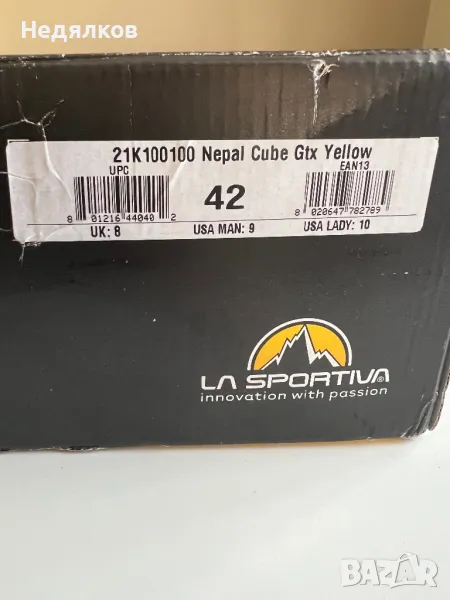 Недялков
21K100100 Nepal Cube Gtx Yellow
UPC
EAN13
42
8 01216 44040 2
8 020647 782789
UK: 8
USA MAN: 9
USA LADY: 10
LA SPORTIVA®
innovation with passion
BAZAR